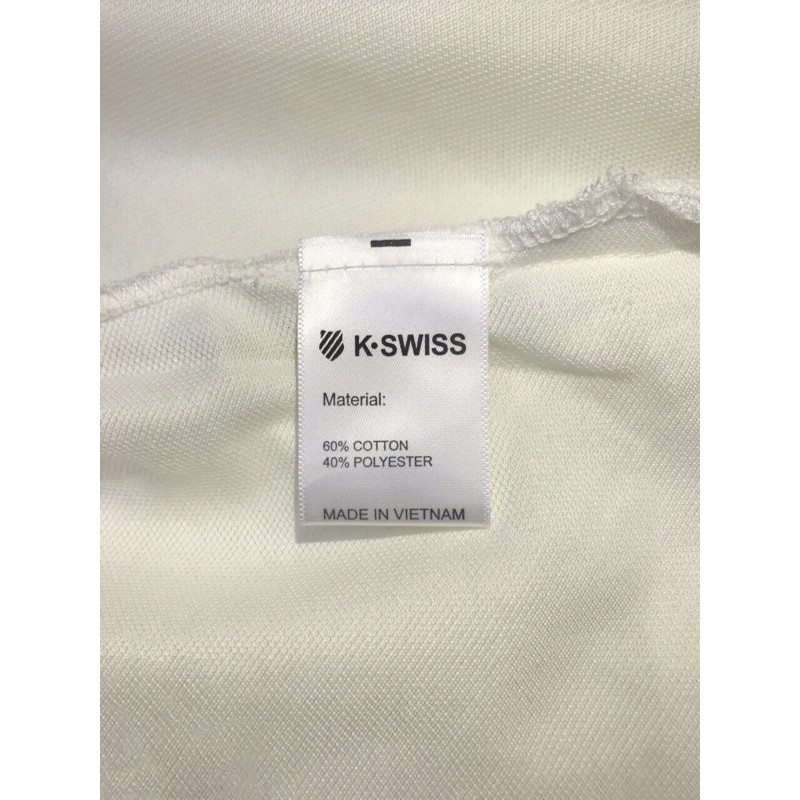 K•SWISS
Material:
60% COTTON
40% POLYESTER
MADE IN VIETNAM